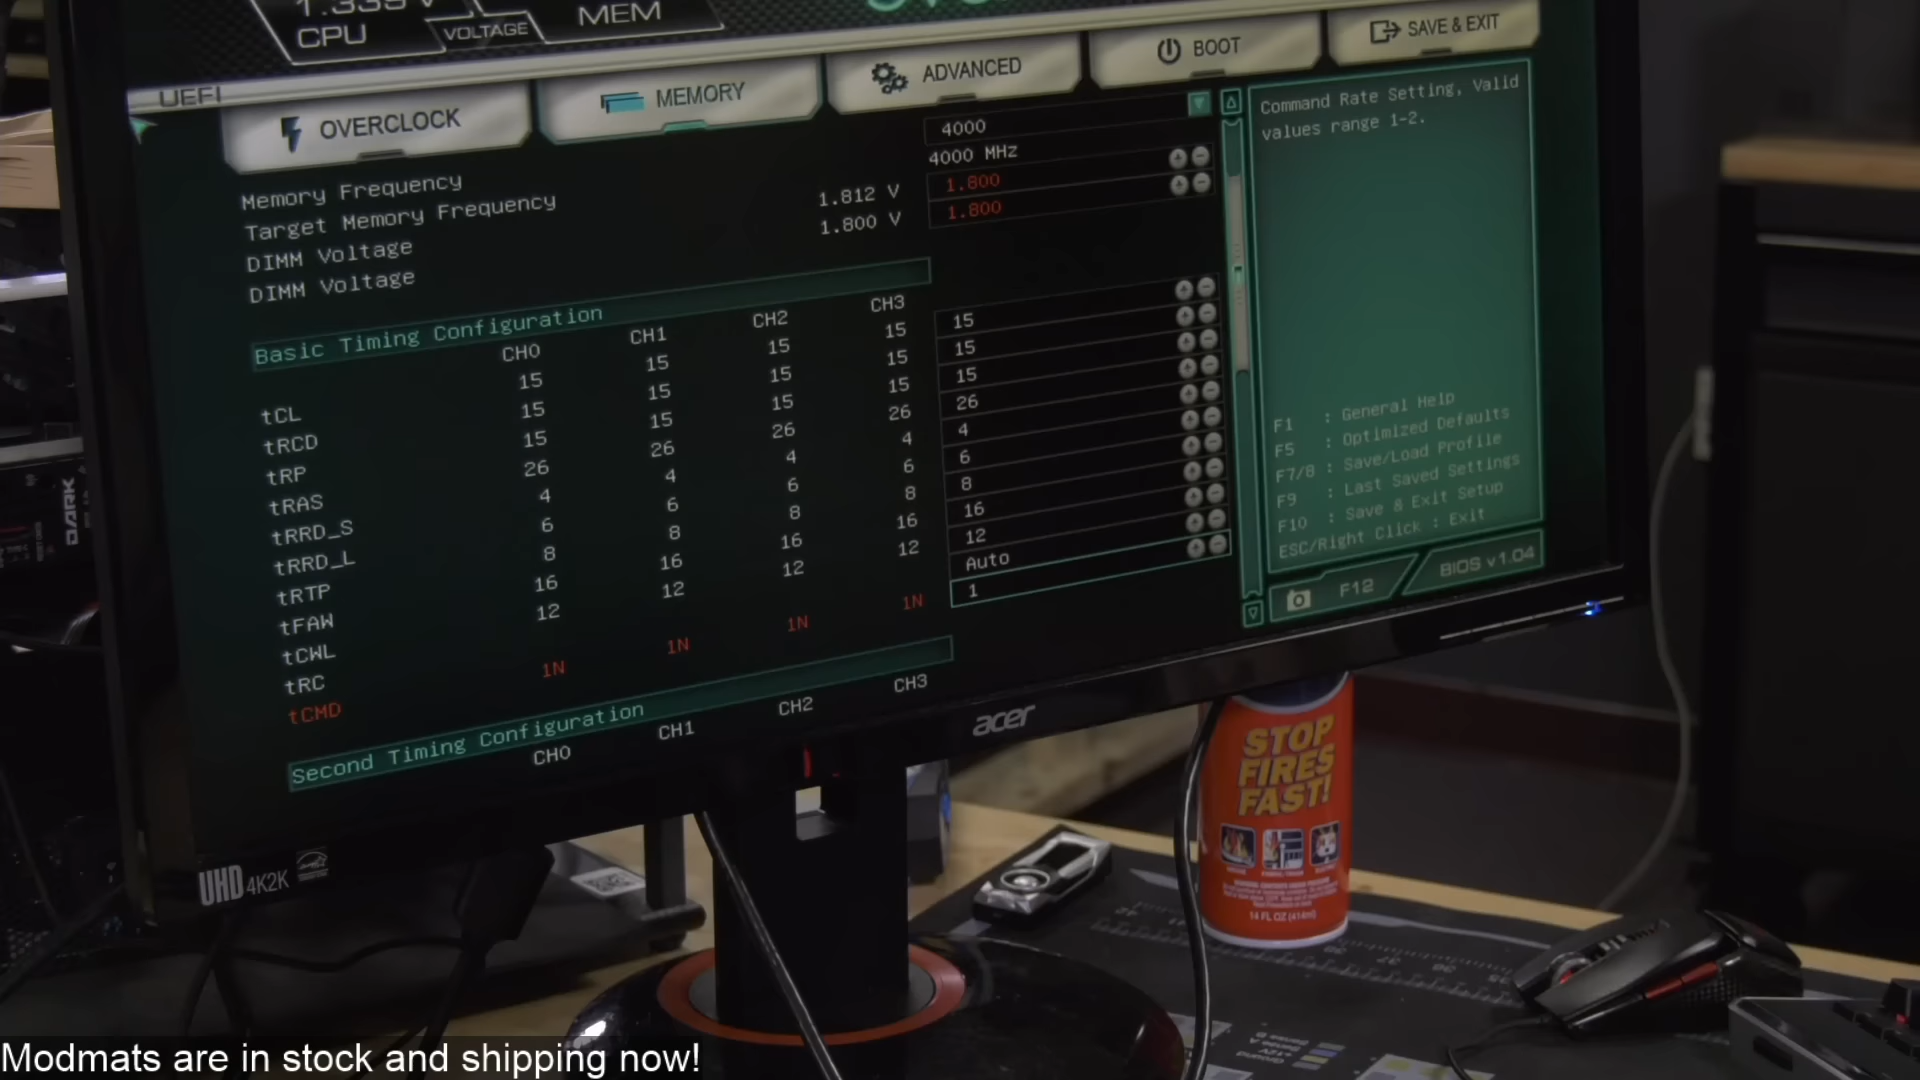 CPU
VOLTAGE
MEM
UEFI
OVERCLOCK
MEMORY
ADVANCED
BOOT
SAVE & EXIT
Memory Frequency 4000
Target Memory Frequency 4000 MHz
DIMM Voltage 1.812 V 1.800
DIMM Voltage 1.800 V 1.800
Basic Timing Configuration
CH0 CH1 CH2 CH3
tCL 15 15 15 15 15
tRCD 15 15 15 15 15
tRP 15 15 15 15 15
tRAS 26 26 26 26 26
tRRD_S 4 4 4 4 4
tRRD_L 6 6 6 6 6
tRTP 8 8 8 8 8
tFAW 16 16 16 16 16
tCWL 12 12 12 12 12
tRC Auto
tCMD 1N 1N 1N 1N 1
Second Timing Configuration
CH0 CH1 CH2 CH3
Command Rate Setting, Valid
values range 1-2.
F1 : General Help
F5 : Optimized Defaults
F7/8 : Save/Load Profile
F9 : Last Saved Settings
F10 : Save & Exit Setup
ESC/Right Click : Exit
F12
BIOS v1.04
acer
UHD 4K2K
DARK
STOP
FIRES
FAST!
14 FL OZ (414ml)
Modmats are in stock and shipping now!